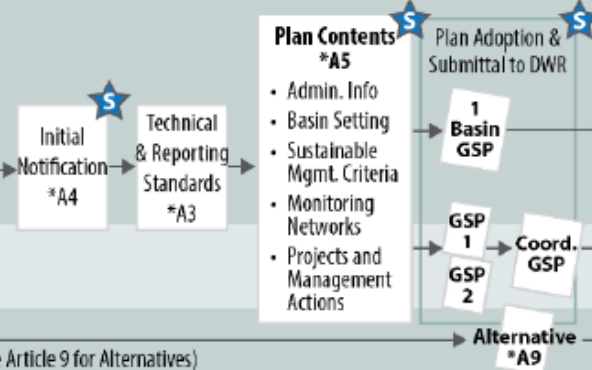 S
Initial
Notification
*A4
S
Technical
& Reporting
Standards
*A3
Plan Contents
*A5
• Admin. Info
• Basin Setting
• Sustainable
Mgmt. Criteria
• Monitoring
Networks
• Projects and
Management
Actions
S
Plan Adoption &
Submittal to DWR
1
Basin
GSP
GSP
1
GSP
2
Coord.
GSP
Alternative
*A9
Article 9 for Alternatives)